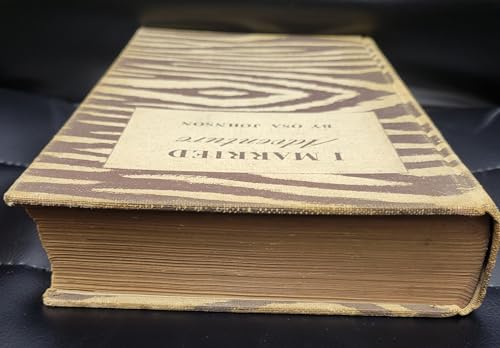 I MARRIED
Adventure
BY OSA JOHNSON